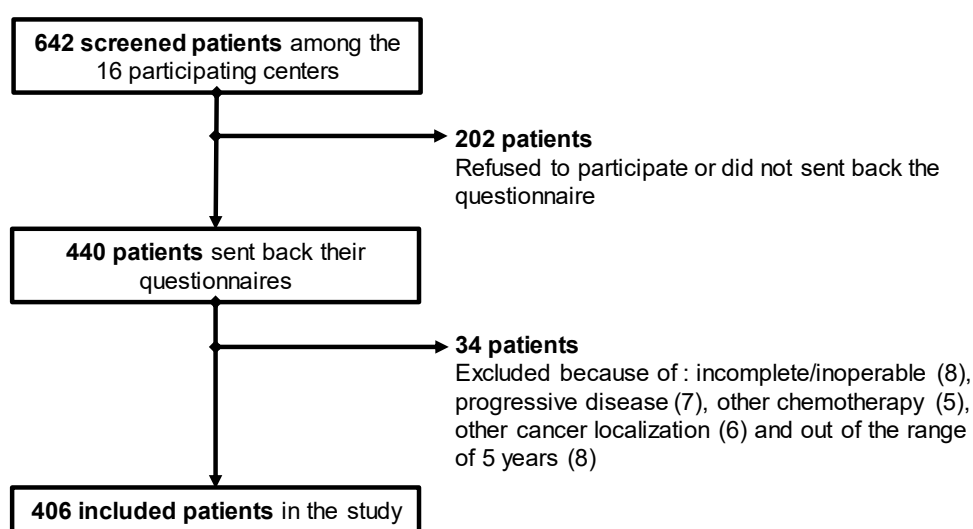 642 screened patients among the
16 participating centers
202 patients
Refused to participate or did not sent back the
questionnaire
440 patients sent back their
questionnaires
34 patients
Excluded because of : incomplete/inoperable (8),
progressive disease (7), other chemotherapy (5),
other cancer localization (6) and out of the range
of 5 years (8)
406 included patients in the study